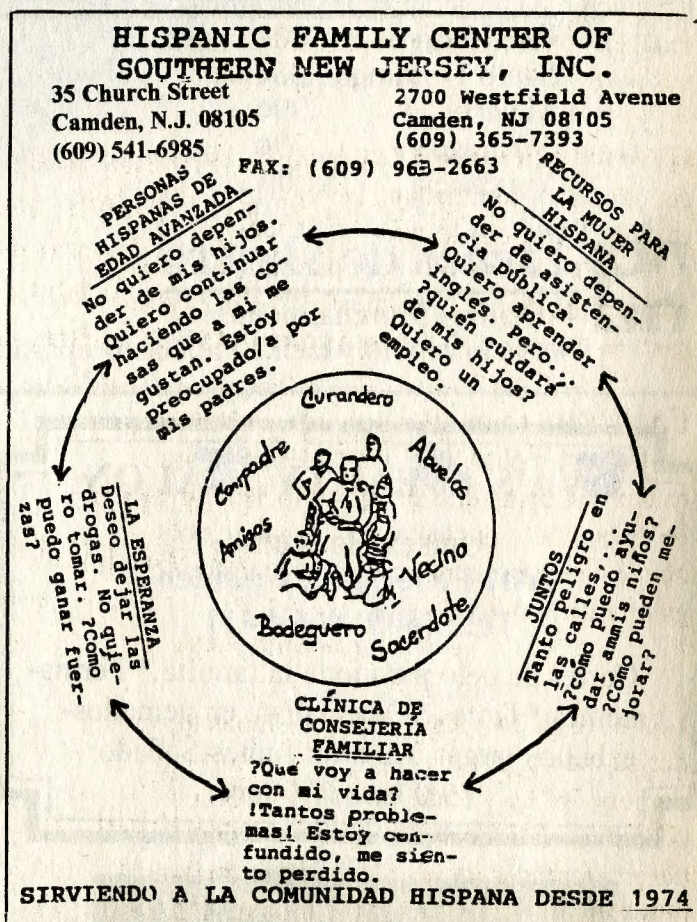 HISPANIC FAMILY CENTER OF
SOUTHERN NEW JERSEY, INC.
35 Church Street
Camden, N.J. 08105
(609) 541-6985
2700 Westfield Avenue
Camden, NJ 08105
(609) 365-7393
FAX: (609) 963-2663
PERSONAS
HISPANAS DE
EDAD AVANZADA
No quiero depen-
der de mis hijos.
Quiero continuar
haciendo las co-
sas que a mi me
gustan. Estoy
preocupado/a por
mis padres.
RECURSOS PARA
LA MUJER
HISPANA
No quiero depen.
der de asisten-
cia pública.
Quiero aprender
inglés. Pero...
?quién cuidará
de mis hijos?
Quiero un
empleo.
Curandero
Compadre
Abuelos
Amigos
Vecino
Bodeguero
Sacerdote
LA ESPERANZA
Deseo dejar las
drogas. No quie-
ro tomar. ?Como
puedo ganar fuer-
zas?
JUNTOS
Tanto peligro en
las calles,...
?cómo puedo ayu-
dar ammis niños?
?Cómo pueden me-
jorar?
CLÍNICA DE
CONSEJERÍA
FAMILIAR
?Qué voy a hacer
con mi vida?
!Tantos proble-
mas! Estoy con-
fundido, me sien-
to perdido.
SIRVIENDO A LA COMUNIDAD HISPANA DESDE 1974